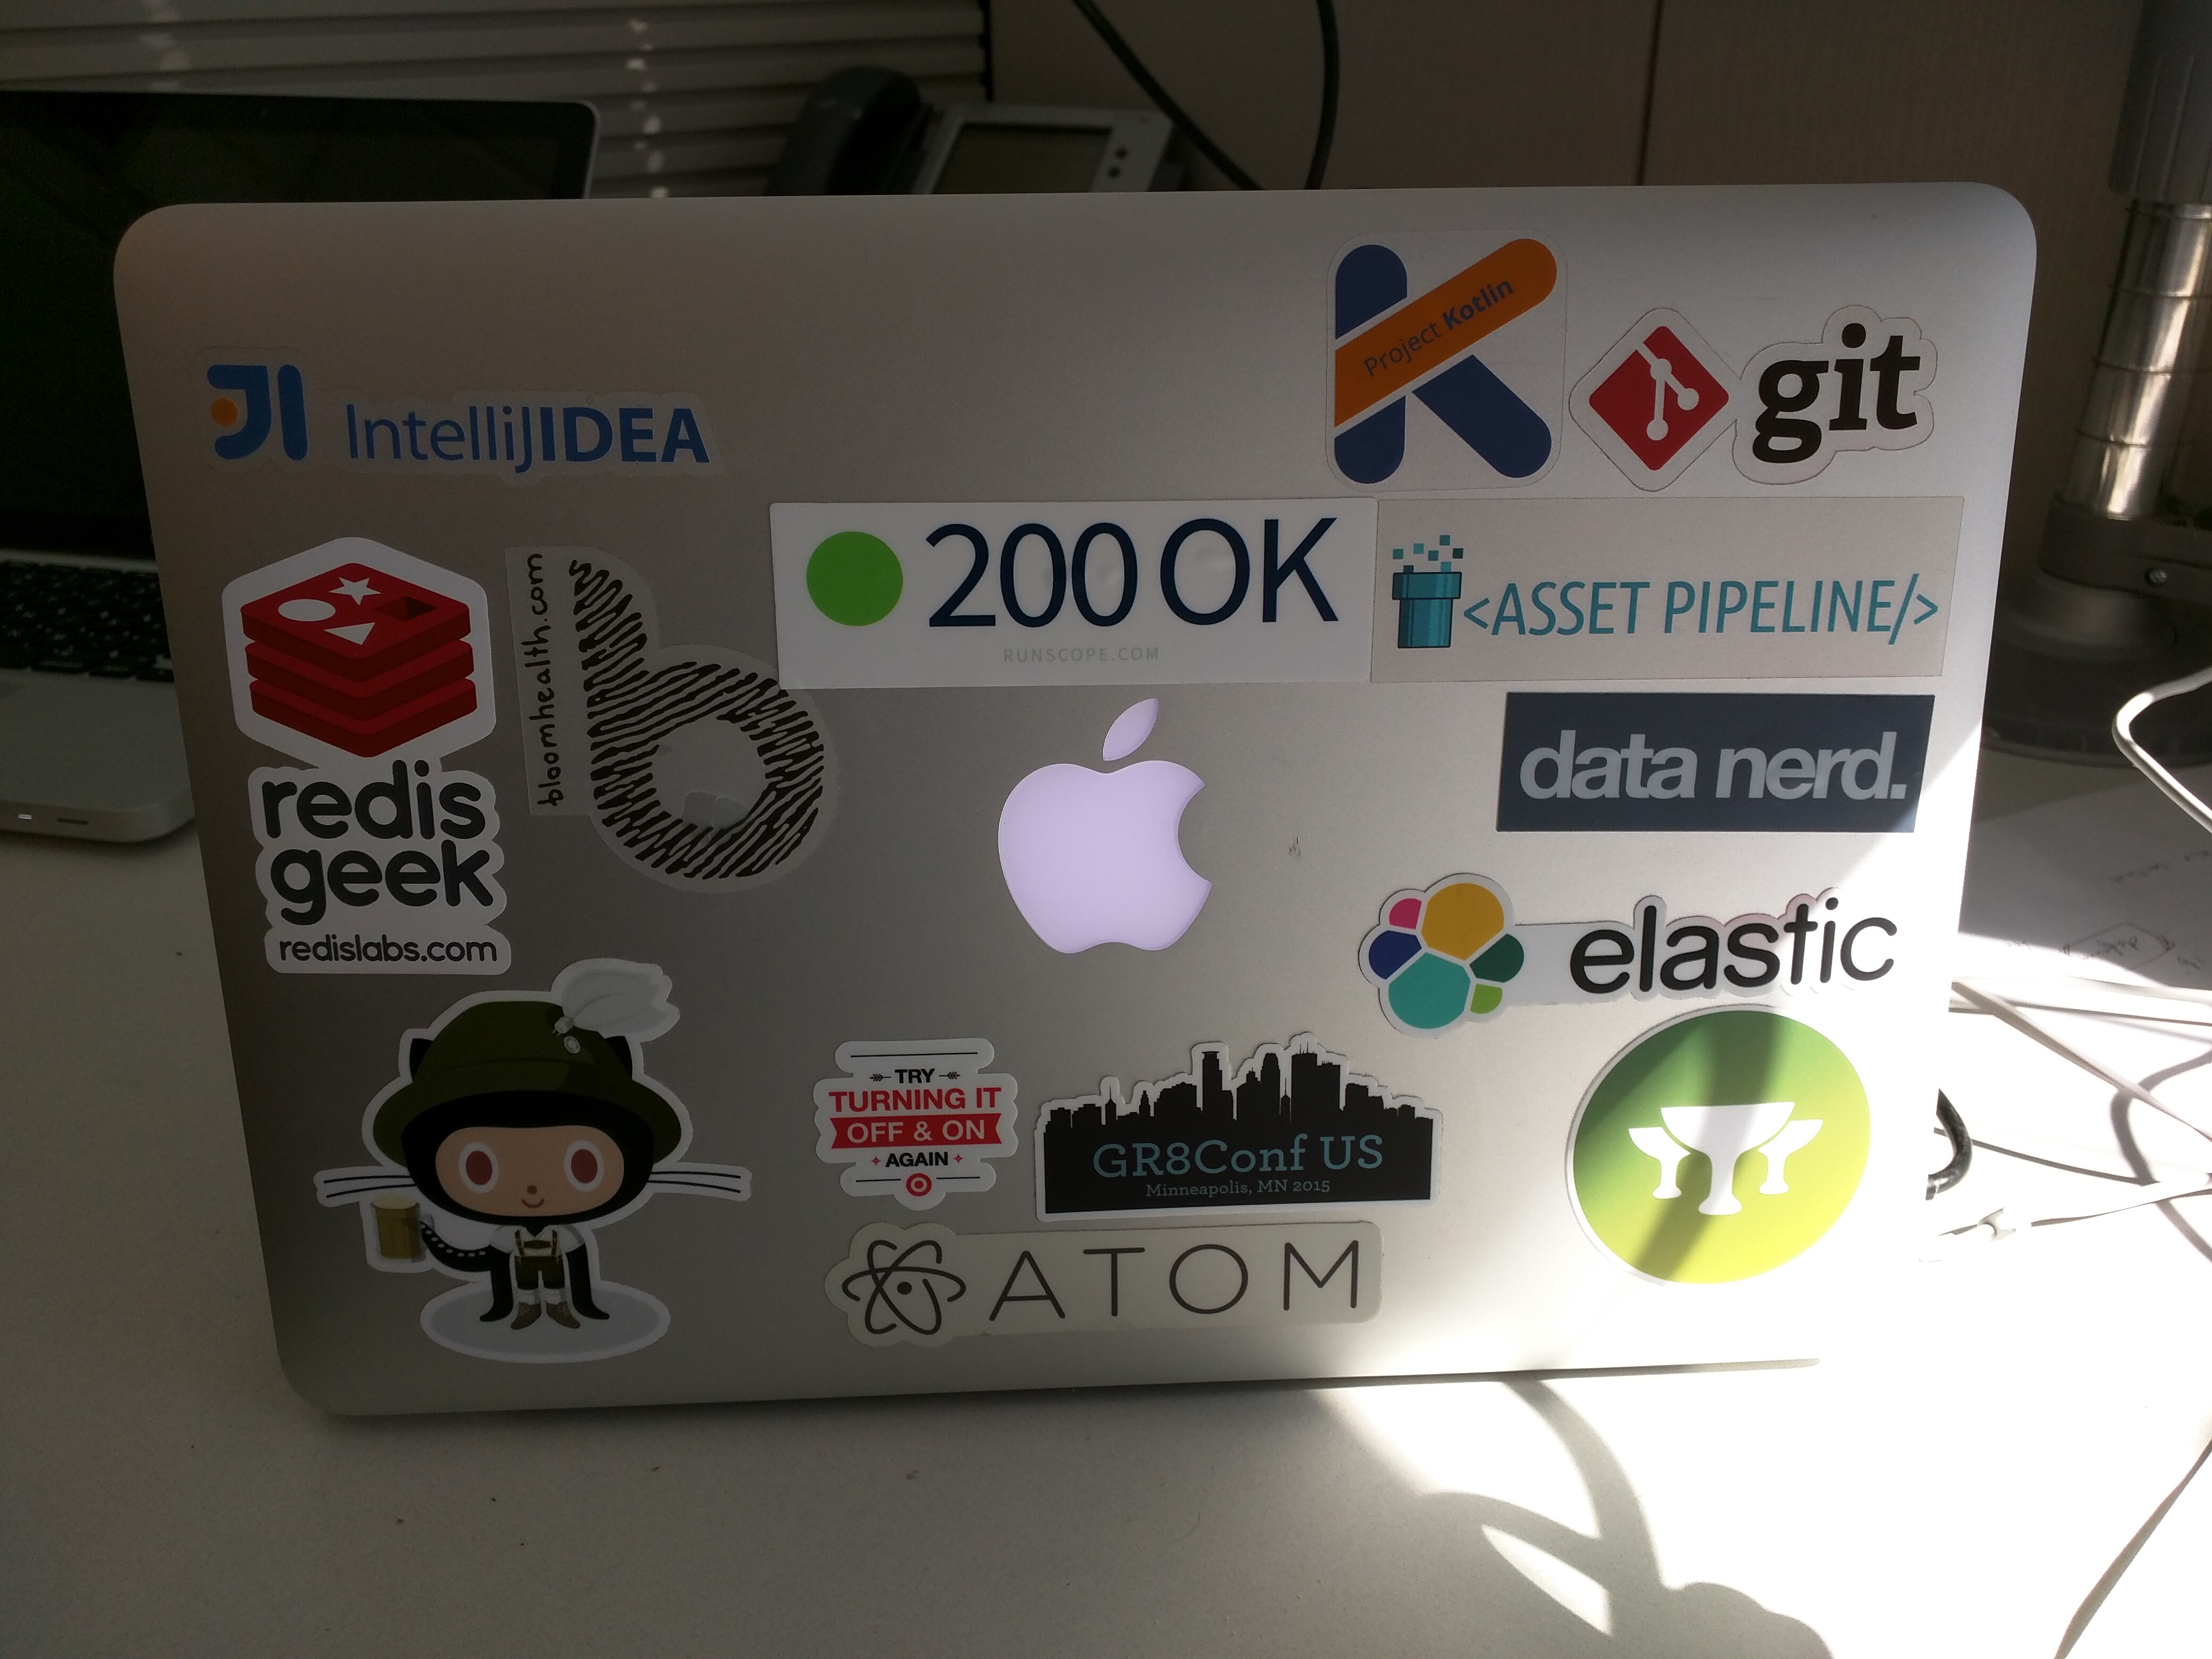 Project Kotlin
git
JI
IntelliJIDEA
200 OK
RUNSCOPE.COM
<ASSET PIPELINE/>
bloomhealth.com
b
redis
geek
redislabs.com
data nerd.
elastic
TRY
TURNING IT
OFF & ON
AGAIN
GR8Conf US
Minneapolis, MN 2015
ATOM